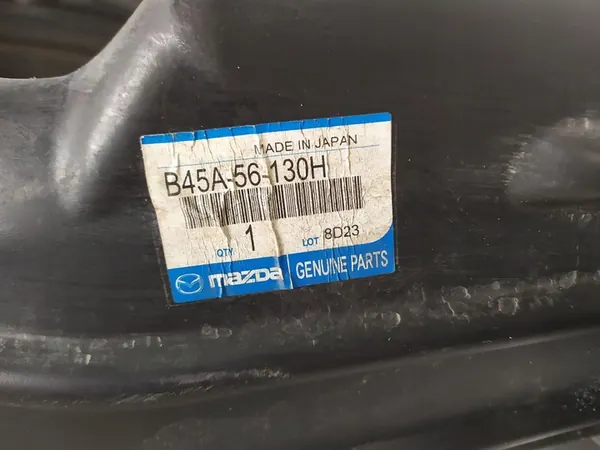 MADE IN JAPAN
B45A-56-130H
QTY 1 LOT 8D23
mazda GENUINE PARTS